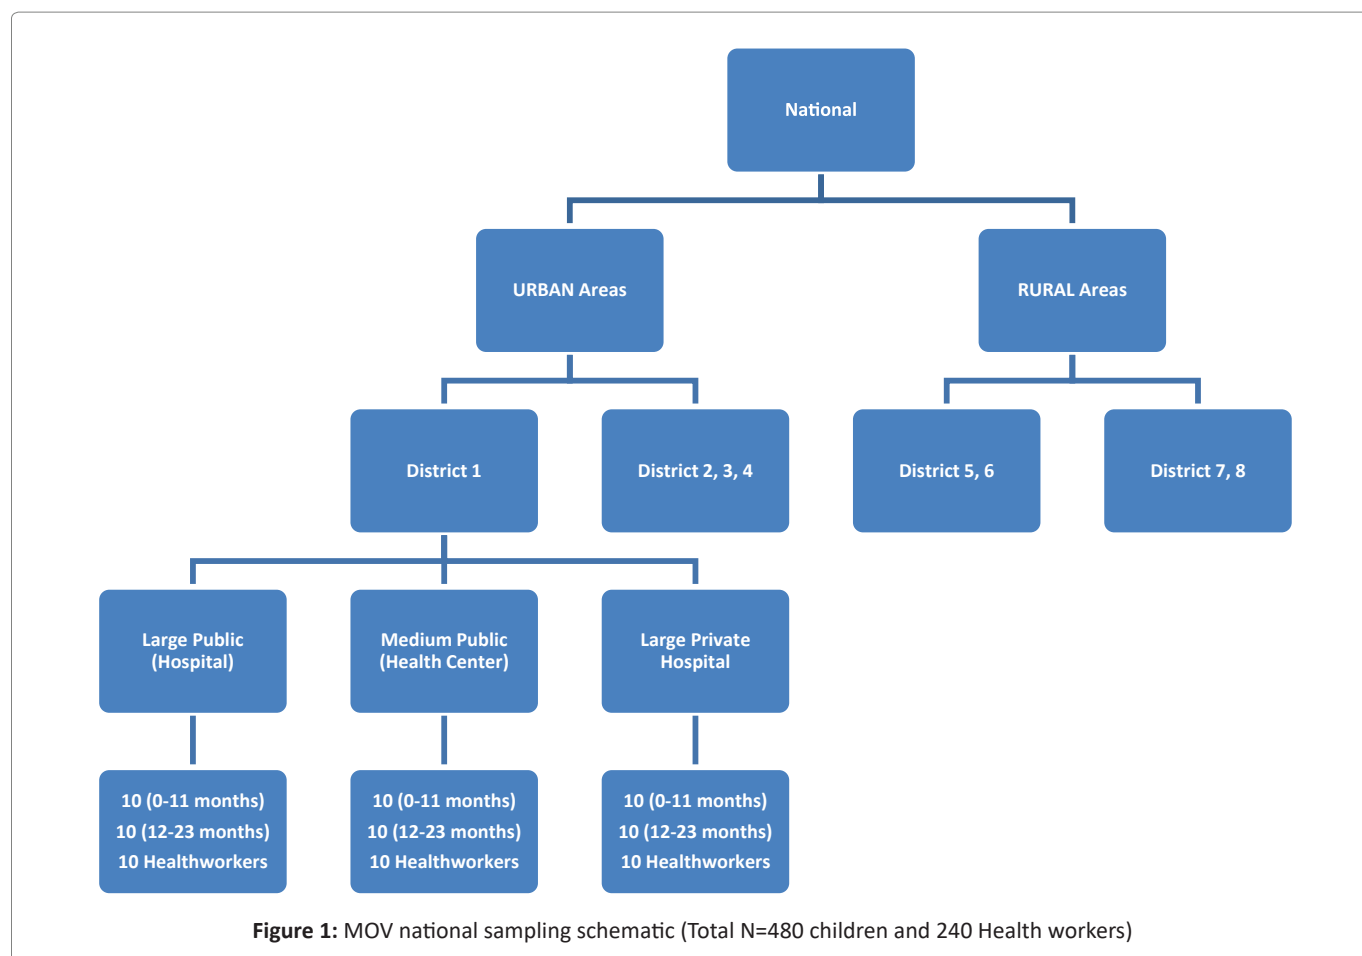 National
URBAN Areas
RURAL Areas
District 1
District 2, 3, 4
District 5, 6
District 7, 8
Large Public
(Hospital)
Medium Public
(Health Center)
Large Private
Hospital
10 (0-11 months)
10 (12-23 months)
10 Healthworkers
10 (0-11 months)
10 (12-23 months)
10 Healthworkers
10 (0-11 months)
10 (12-23 months)
10 Healthworkers
Figure 1: MOV national sampling schematic (Total N=480 children and 240 Health workers)